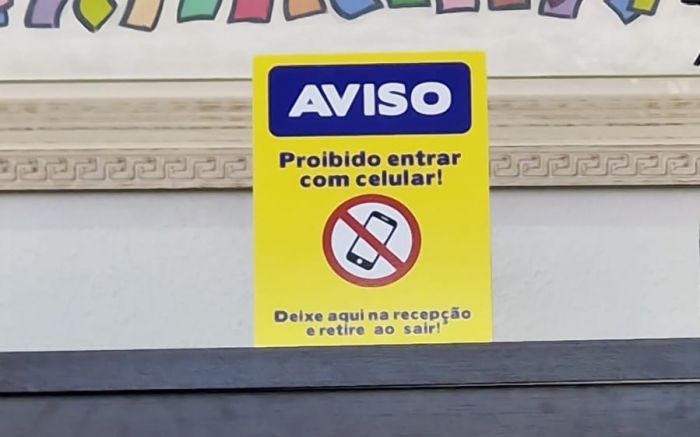 AVISO
Proibido entrar
com celular!
Deixe aqui na recepção
e retire ao sair!